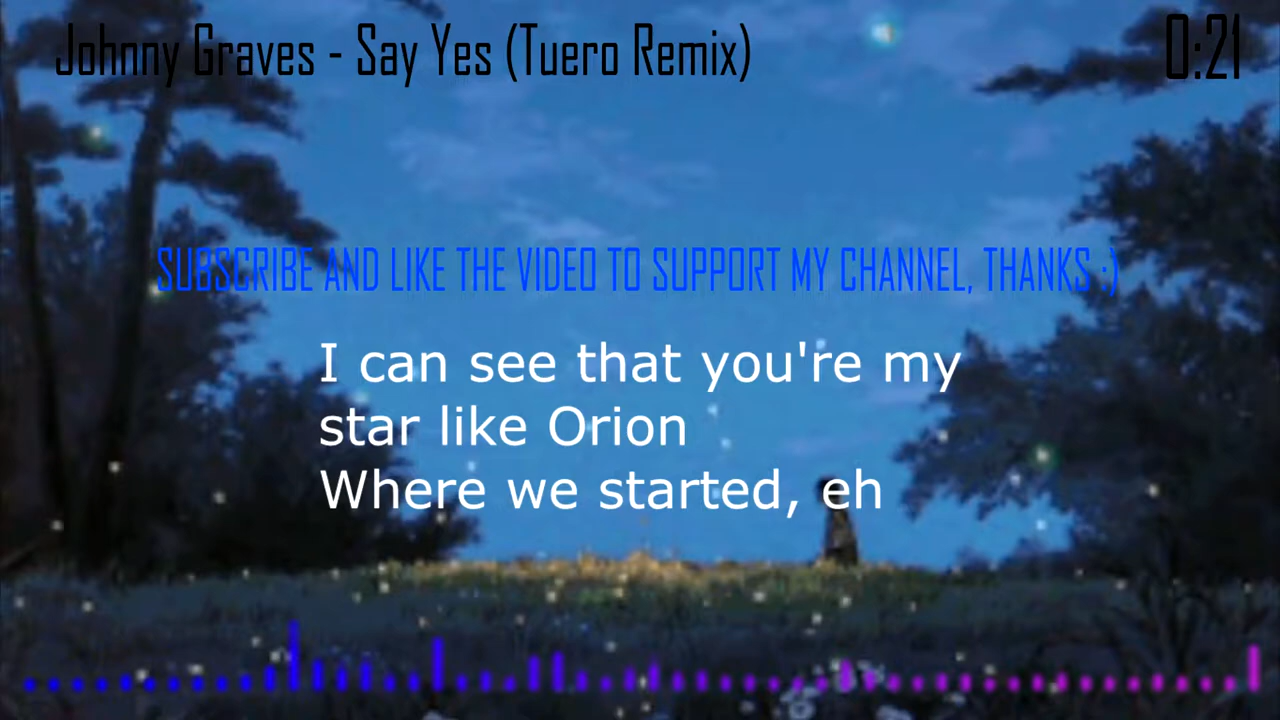 Johnny Graves - Say Yes (Tuero Remix)
0:21
SUBSCRIBE AND LIKE THE VIDEO TO SUPPORT MY CHANNEL, THANKS :)
I can see that you're my
star like Orion
Where we started, eh